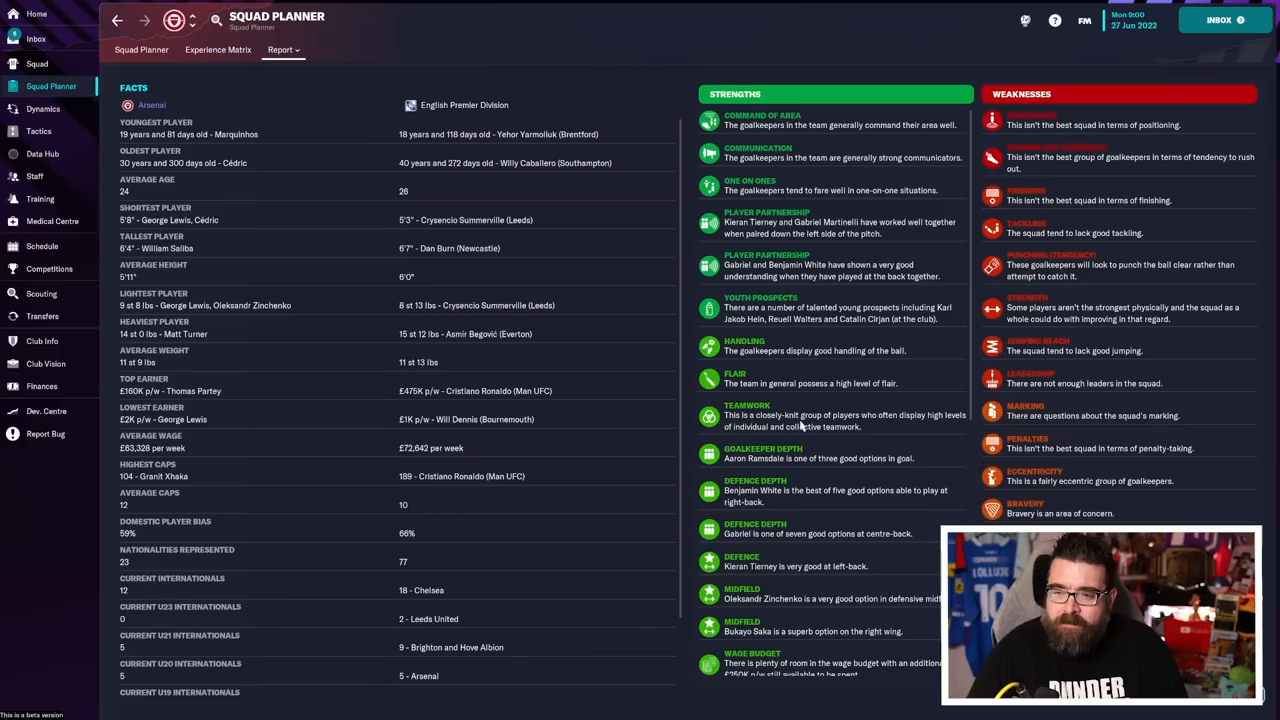 SQUAD PLANNER
Squad Planner
FM
Mon 9:00
27 Jun 2022
INBOX
Squad Planner
Experience Matrix
Report
Home
Inbox
Squad
Squad Planner
Dynamics
Tactics
Data Hub
Staff
Training
Medical Centre
Schedule
Competitions
Scouting
Transfers
Club Info
Club Vision
Finances
Dev. Centre
Report Bug
This is a beta version
FACTS
Arsenal
English Premier Division
YOUNGEST PLAYER
19 years and 81 days old - Marquinhos
18 years and 118 days old - Yehor Yarmoliuk (Brentford)
OLDEST PLAYER
30 years and 300 days old - Cédric
40 years and 272 days old - Willy Caballero (Southampton)
AVERAGE AGE
24
26
SHORTEST PLAYER
5'8" - George Lewis, Cédric
5'3" - Crysencio Summerville (Leeds)
TALLEST PLAYER
6'4" - William Saliba
6'7" - Dan Burn (Newcastle)
AVERAGE HEIGHT
5'11"
6'0"
LIGHTEST PLAYER
9 st 8 lbs - George Lewis, Oleksandr Zinchenko
8 st 13 lbs - Crysencio Summerville (Leeds)
HEAVIEST PLAYER
14 st 0 lbs - Matt Turner
15 st 12 lbs - Asmir Begović (Everton)
AVERAGE WEIGHT
11 st 9 lbs
11 st 13 lbs
TOP EARNER
£160K p/w - Thomas Partey
£475K p/w - Cristiano Ronaldo (Man UFC)
LOWEST EARNER
£2K p/w - George Lewis
£1K p/w - Will Dennis (Bournemouth)
AVERAGE WAGE
£63,328 per week
£72,642 per week
HIGHEST CAPS
104 - Granit Xhaka
189 - Cristiano Ronaldo (Man UFC)
AVERAGE CAPS
12
10
DOMESTIC PLAYER BIAS
59%
66%
NATIONALITIES REPRESENTED
23
77
CURRENT INTERNATIONALS
12
18 - Chelsea
CURRENT U23 INTERNATIONALS
0
2 - Leeds United
CURRENT U21 INTERNATIONALS
5
9 - Brighton and Hove Albion
CURRENT U20 INTERNATIONALS
5
5 - Arsenal
CURRENT U19 INTERNATIONALS
STRENGTHS
COMMAND OF AREA
The goalkeepers in the team generally command their area well.
COMMUNICATION
The goalkeepers in the team are generally strong communicators.
ONE ON ONES
The goalkeepers tend to fare well in one-on-one situations.
PLAYER PARTNERSHIP
Kieran Tierney and Gabriel Martinelli have worked well together
when paired down the left side of the pitch.
PLAYER PARTNERSHIP
Gabriel and Benjamin White have shown a very good
understanding when they have played at the back together.
YOUTH PROSPECTS
There are a number of talented young prospects including Karl
Jakob Hein, Reuell Walters and Catalin Cirjan (at the club).
HANDLING
The goalkeepers display good handling of the ball.
FLAIR
The team in general possess a high level of flair.
TEAMWORK
This is a closely-knit group of players who often display high levels
of individual and collective teamwork.
GOALKEEPER DEPTH
Aaron Ramsdale is one of three good options in goal.
DEFENCE DEPTH
Benjamin White is the best of five good options able to play at
right-back.
DEFENCE DEPTH
Gabriel is one of seven good options at centre-back.
DEFENCE
Kieran Tierney is very good at left-back.
MIDFIELD
Oleksandr Zinchenko is a very good option in defensive midf
MIDFIELD
Bukayo Saka is a superb option on the right wing.
WAGE BUDGET
There is plenty of room in the wage budget with an additiona
£250K p/w still available to be spent.
WEAKNESSES
POSITIONING
This isn't the best squad in terms of positioning.
RUSHING OUT (TENDENCY)
This isn't the best group of goalkeepers in terms of tendency to rush
out.
FINISHING
This isn't the best squad in terms of finishing.
TACKLING
The squad tend to lack good tackling.
PUNCHING (TENDENCY)
These goalkeepers will look to punch the ball clear rather than
attempt to catch it.
STRENGTH
Some players aren't the strongest physically and the squad as a
whole could do with improving in that regard.
JUMPING REACH
The squad tend to lack good jumping.
LEADERSHIP
There are not enough leaders in the squad.
MARKING
There are questions about the squad's marking.
PENALTIES
This isn't the best squad in terms of penalty-taking.
ECCENTRICITY
This is a fairly eccentric group of goalkeepers.
BRAVERY
Bravery is an area of concern.
10
DUNDER